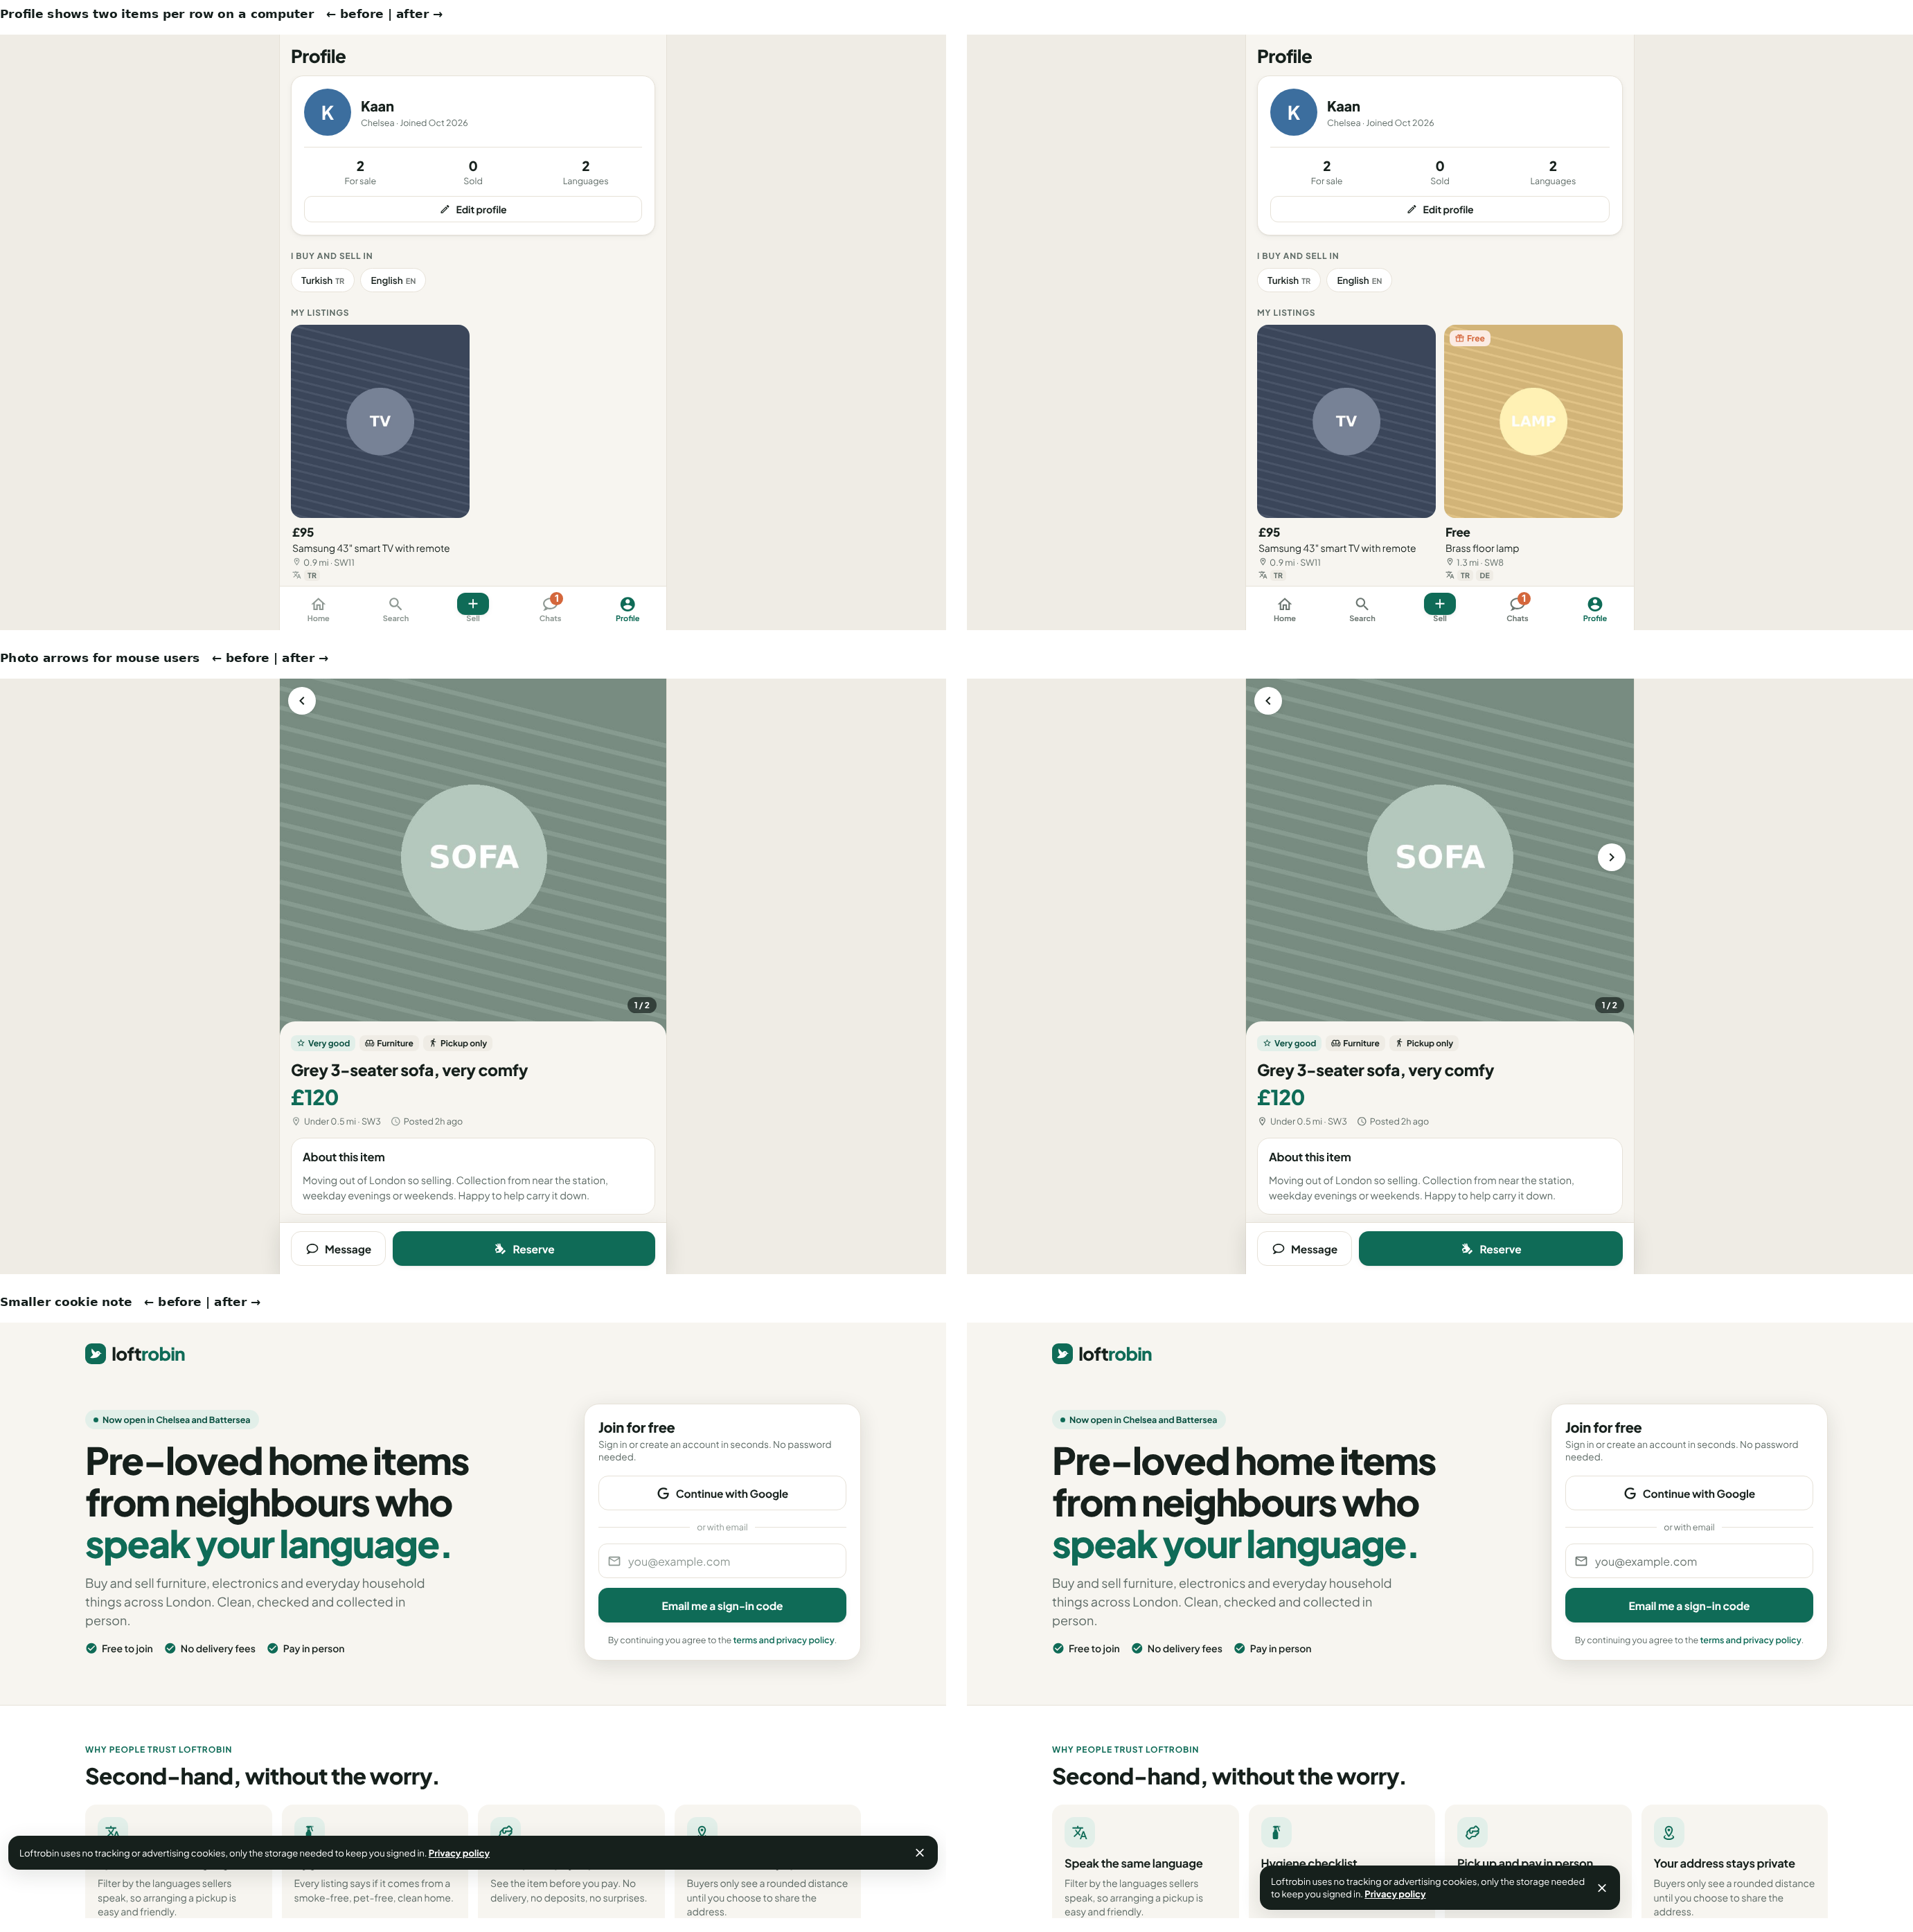 Profile shows two items per row on a computer ← before | after →
Profile
K
Kaan
Chelsea · Joined Oct 2026
2
0
2
For sale
Sold
Languages
Edit profile
I BUY AND SELL IN
Turkish TR
English EN
MY LISTINGS
TV
£95
Samsung 43" smart TV with remote
0.9 mi · SW11
TR
Home
Search
Sell
1
Chats
Profile
Profile
K
Kaan
Chelsea · Joined Oct 2026
2
0
2
For sale
Sold
Languages
Edit profile
I BUY AND SELL IN
Turkish TR
English EN
MY LISTINGS
TV
£95
Samsung 43" smart TV with remote
0.9 mi · SW11
TR
Free
LAMP
Free
Brass floor lamp
1.3 mi · SW8
TR DE
Home
Search
Sell
1
Chats
Profile
Photo arrows for mouse users ← before | after →
SOFA
1/2
Very good
Furniture
Pickup only
Grey 3-seater sofa, very comfy
£120
Under 0.5 mi · SW3
Posted 2h ago
About this item
Moving out of London so selling. Collection from near the station,
weekday evenings or weekends. Happy to help carry it down.
Message
Reserve
SOFA
1/2
Very good
Furniture
Pickup only
Grey 3-seater sofa, very comfy
£120
Under 0.5 mi · SW3
Posted 2h ago
About this item
Moving out of London so selling. Collection from near the station,
weekday evenings or weekends. Happy to help carry it down.
Message
Reserve
Smaller cookie note ← before | after →
loftrobin
Now open in Chelsea and Battersea
Pre-loved home items
from neighbours who
speak your language.
Buy and sell furniture, electronics and everyday household
things across London. Clean, checked and collected in
person.
Free to join
No delivery fees
Pay in person
Join for free
Sign in or create an account in seconds. No password
needed.
Continue with Google
or with email
you@example.com
Email me a sign-in code
By continuing you agree to the terms and privacy policy.
WHY PEOPLE TRUST LOFTROBIN
Second-hand, without the worry.
Loftrobin uses no tracking or advertising cookies, only the storage needed to keep you signed in. Privacy policy
Filter by the languages sellers
speak, so arranging a pickup is
easy and friendly.
Every listing says if it comes from a
smoke-free, pet-free, clean home.
See the item before you pay. No
delivery, no deposits, no surprises.
Buyers only see a rounded distance
until you choose to share the
address.
loftrobin
Now open in Chelsea and Battersea
Pre-loved home items
from neighbours who
speak your language.
Buy and sell furniture, electronics and everyday household
things across London. Clean, checked and collected in
person.
Free to join
No delivery fees
Pay in person
Join for free
Sign in or create an account in seconds. No password
needed.
Continue with Google
or with email
you@example.com
Email me a sign-in code
By continuing you agree to the terms and privacy policy.
WHY PEOPLE TRUST LOFTROBIN
Second-hand, without the worry.
Speak the same language
Filter by the languages sellers
speak, so arranging a pickup is
easy and friendly.
Hygiene checklist
Pick up and pay in person
Loftrobin uses no tracking or advertising cookies, only the storage needed
to keep you signed in. Privacy policy
Your address stays private
Buyers only see a rounded distance
until you choose to share the
address.